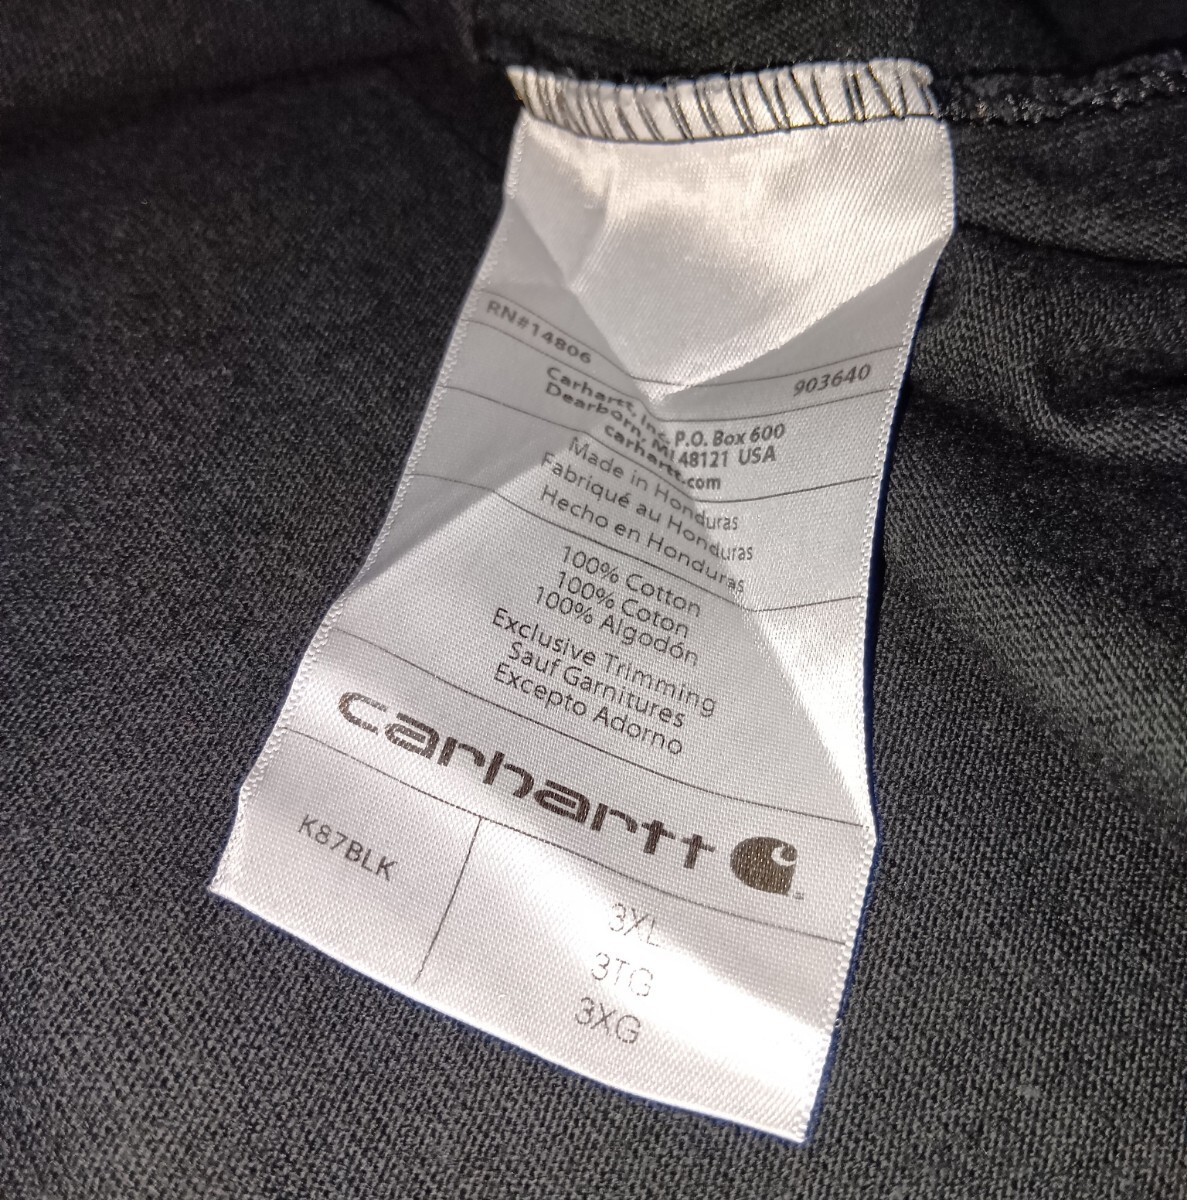 RN#14806 903640
Carhartt, Inc. P.O. Box 600
Dearborn, MI 48121 USA
carhartt.com
Made in Honduras
Fabriqué au Honduras
Hecho en Honduras
100% Cotton
100% Coton
100% Algodón
Exclusive Trimming
Sauf Garnitures
Excepto Adorno
carhartt
K87BLK
3XL
3TG
3XG